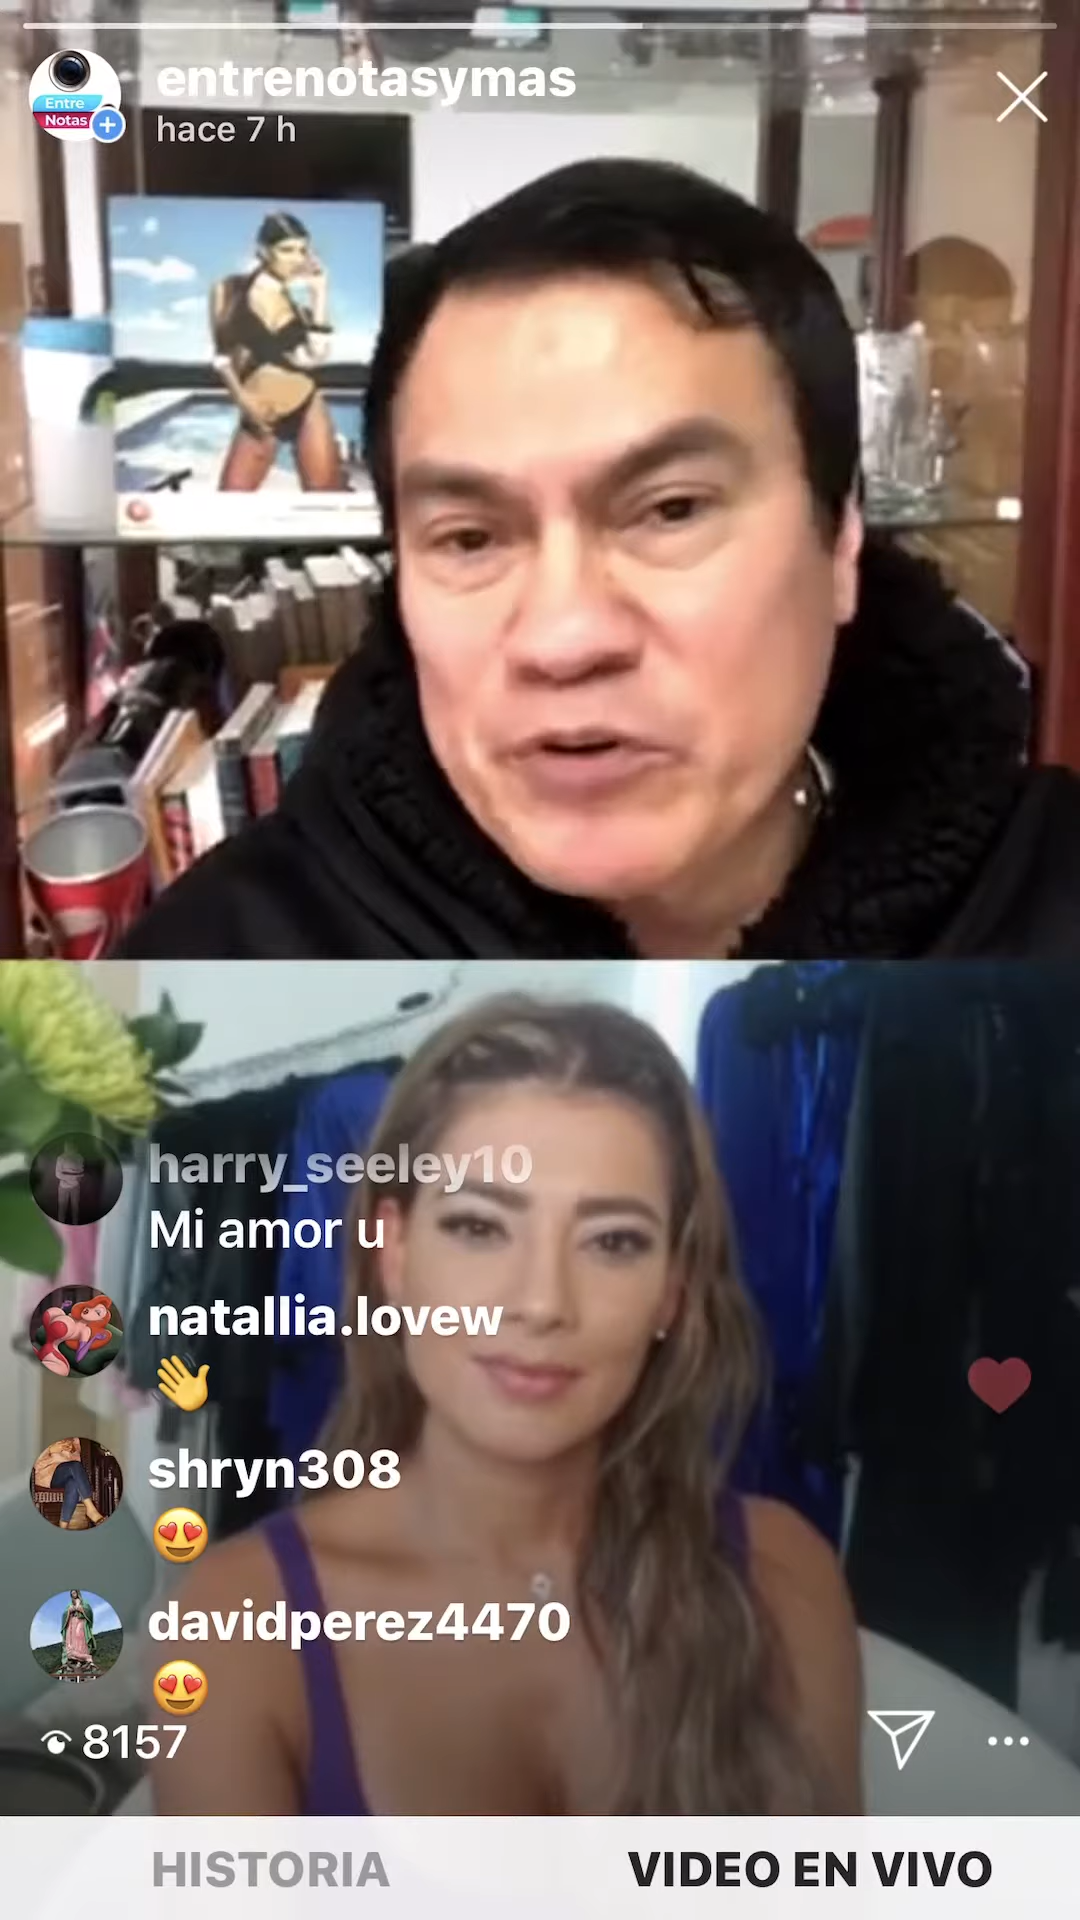 entrenotasymas
hace 7 h
Entre
Notas
harry_seeley10
Mi amor u
natallia.lovew
👋
shryn308
😍
davidperez4470
😍
8157
HISTORIA
VIDEO EN VIVO